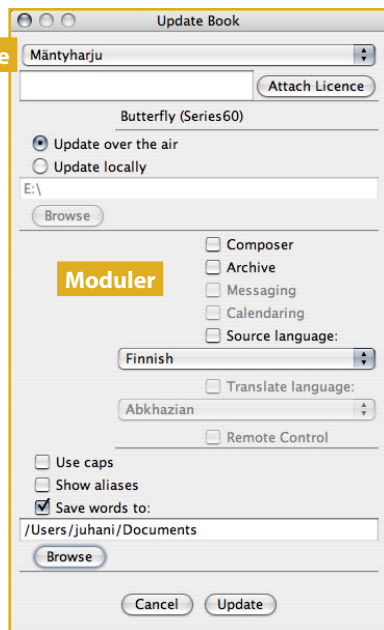 Update Book
e
Mäntyharju
Attach Licence
Butterfly (Series60)
Update over the air
Update locally
E:\
Browse
Composer
Archive
Moduler
Messaging
Calendaring
Source language:
Finnish
Translate language:
Abkhazian
Remote Control
Use caps
Show aliases
Save words to:
/Users/juhani/Documents
Browse
Cancel Update